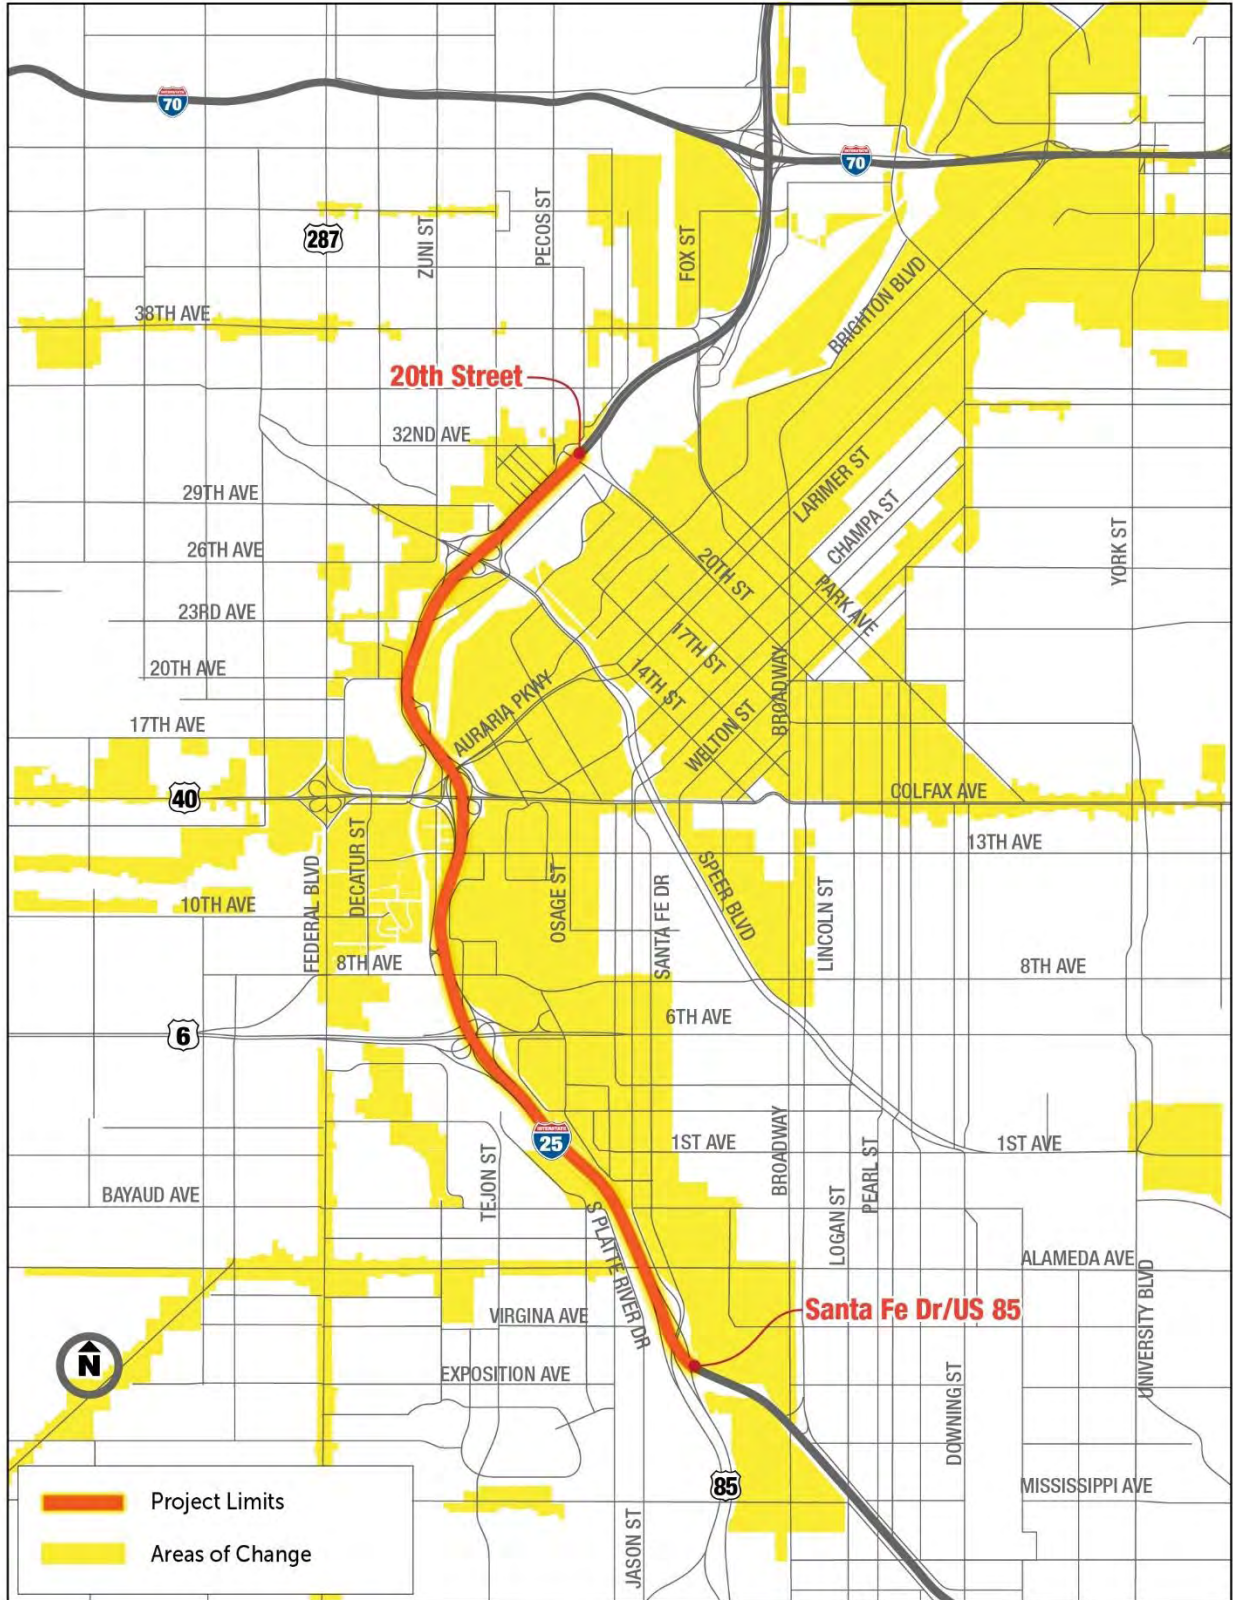 70
70
287
ZUNI ST
PECOS ST
FOX ST
BRIGHTON BLVD
38TH AVE
20th Street
32ND AVE
LARIMER ST
29TH AVE
CHAMPA ST
26TH AVE
YORK ST
20TH ST
PARK AVE
23RD AVE
17TH ST
20TH AVE
14TH ST
BROADWAY
AURARIA PKWY
17TH AVE
WELTON ST
40
COLFAX AVE
13TH AVE
DECATUR ST
FEDERAL BLVD
10TH AVE
OSAGE ST
SANTA FE DR
SPEER BLVD
LINCOLN ST
8TH AVE
8TH AVE
6TH AVE
6
INTERSTATE
25
1ST AVE
BROADWAY
PEARL ST
1ST AVE
BAYAUD AVE
TEJON ST
LOGAN ST
S PLATTE RIVER DR
ALAMEDA AVE
UNIVERSITY BLVD
VIRGINA AVE
Santa Fe Dr/US 85
N
EXPOSITION AVE
DOWNING ST
85
MISSISSIPPI AVE
JASON ST
Project Limits
Areas of Change